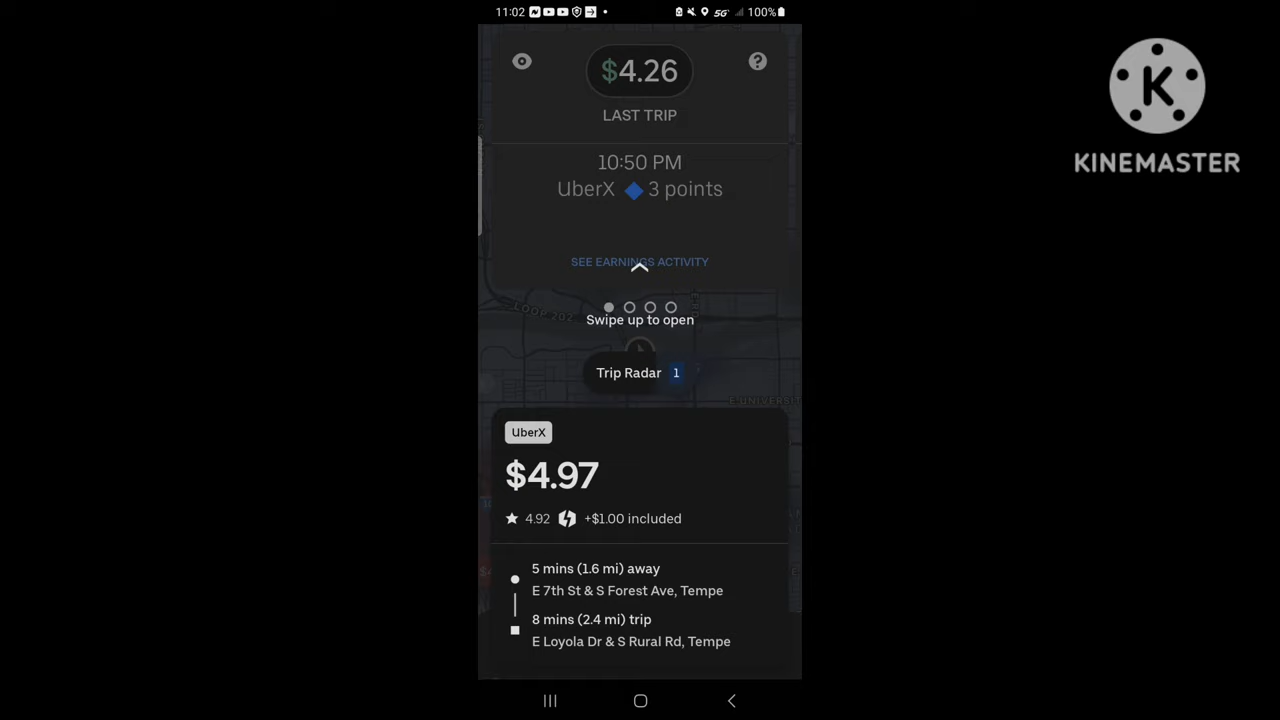 11:02
5G
100%
$4.26
LAST TRIP
10:50 PM
UberX 3 points
SEE EARNINGS ACTIVITY
LOOP 202
Swipe up to open
Trip Radar 1
E UNIVERSIT
UberX
$4.97
4.92 +$1.00 included
5 mins (1.6 mi) away
E 7th St & S Forest Ave, Tempe
8 mins (2.4 mi) trip
E Loyola Dr & S Rural Rd, Tempe
K
KINEMASTER